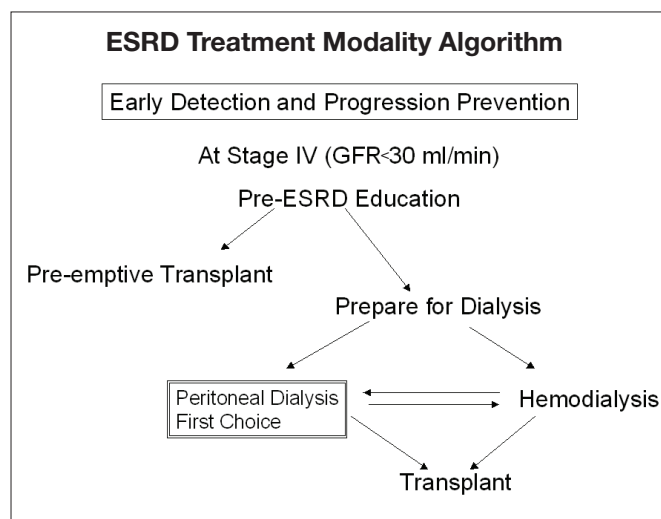 ESRD Treatment Modality Algorithm
Early Detection and Progression Prevention
At Stage IV (GFR<30 ml/min)
Pre-ESRD Education
Pre-emptive Transplant
Prepare for Dialysis
Peritoneal Dialysis
First Choice
Hemodialysis
Transplant